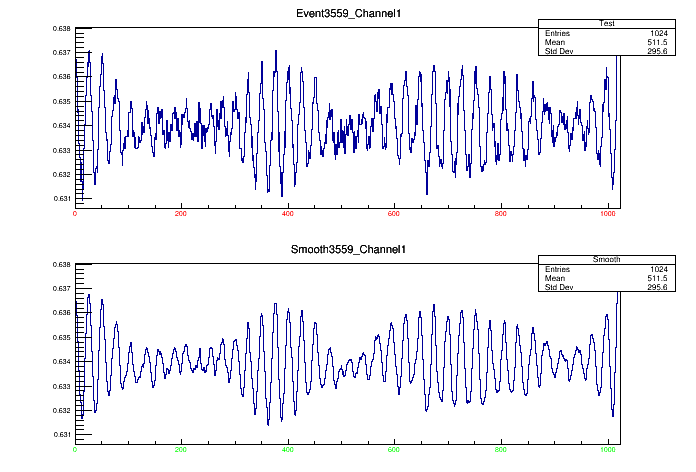 Event3559_Channel1
Test
Entries 1024
Mean 511.5
Std Dev 295.6
0.638
0.637
0.636
0.635
0.634
0.633
0.632
0.631
0 200 400 600 800 1000
Smooth3559_Channel1
Smooth
Entries 1024
Mean 511.5
Std Dev 295.6
0.638
0.637
0.636
0.635
0.634
0.633
0.632
0.631
0 200 400 600 800 1000